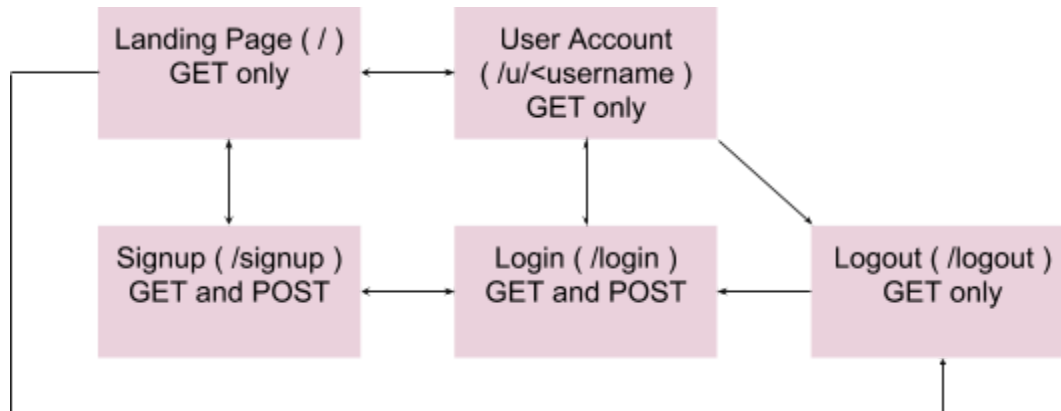 Landing Page ( / )
GET only
User Account
( /u/<username )
GET only
Signup ( /signup )
GET and POST
Login ( /login )
GET and POST
Logout ( /logout )
GET only